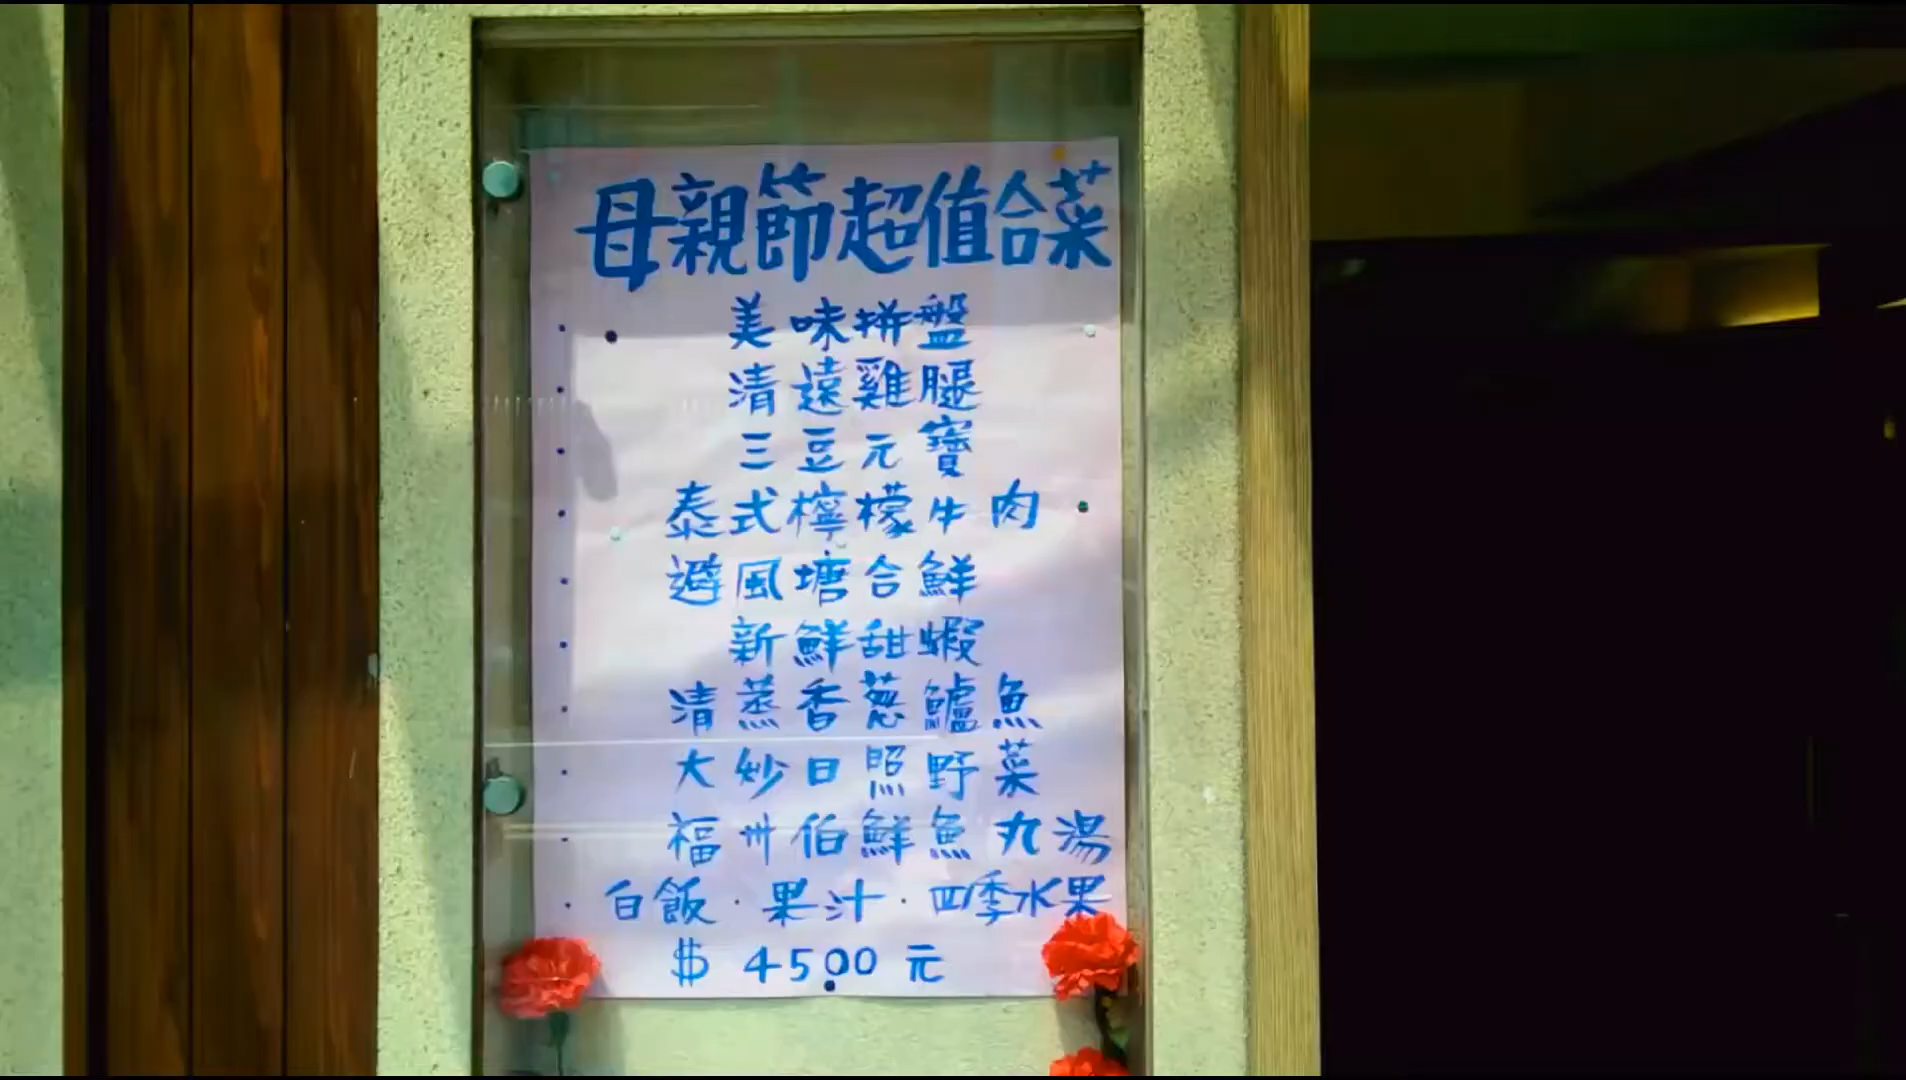 母親節超值合菜
美味拼盤
清遠雞腿
三豆元寶
泰式檸檬牛肉
避風塘合鮮
新鮮甜蝦
清蒸香葱鱸魚
大炒日照野菜
福州伯鮮魚丸湯
白飯·果汁·四季水果
$ 4500 元